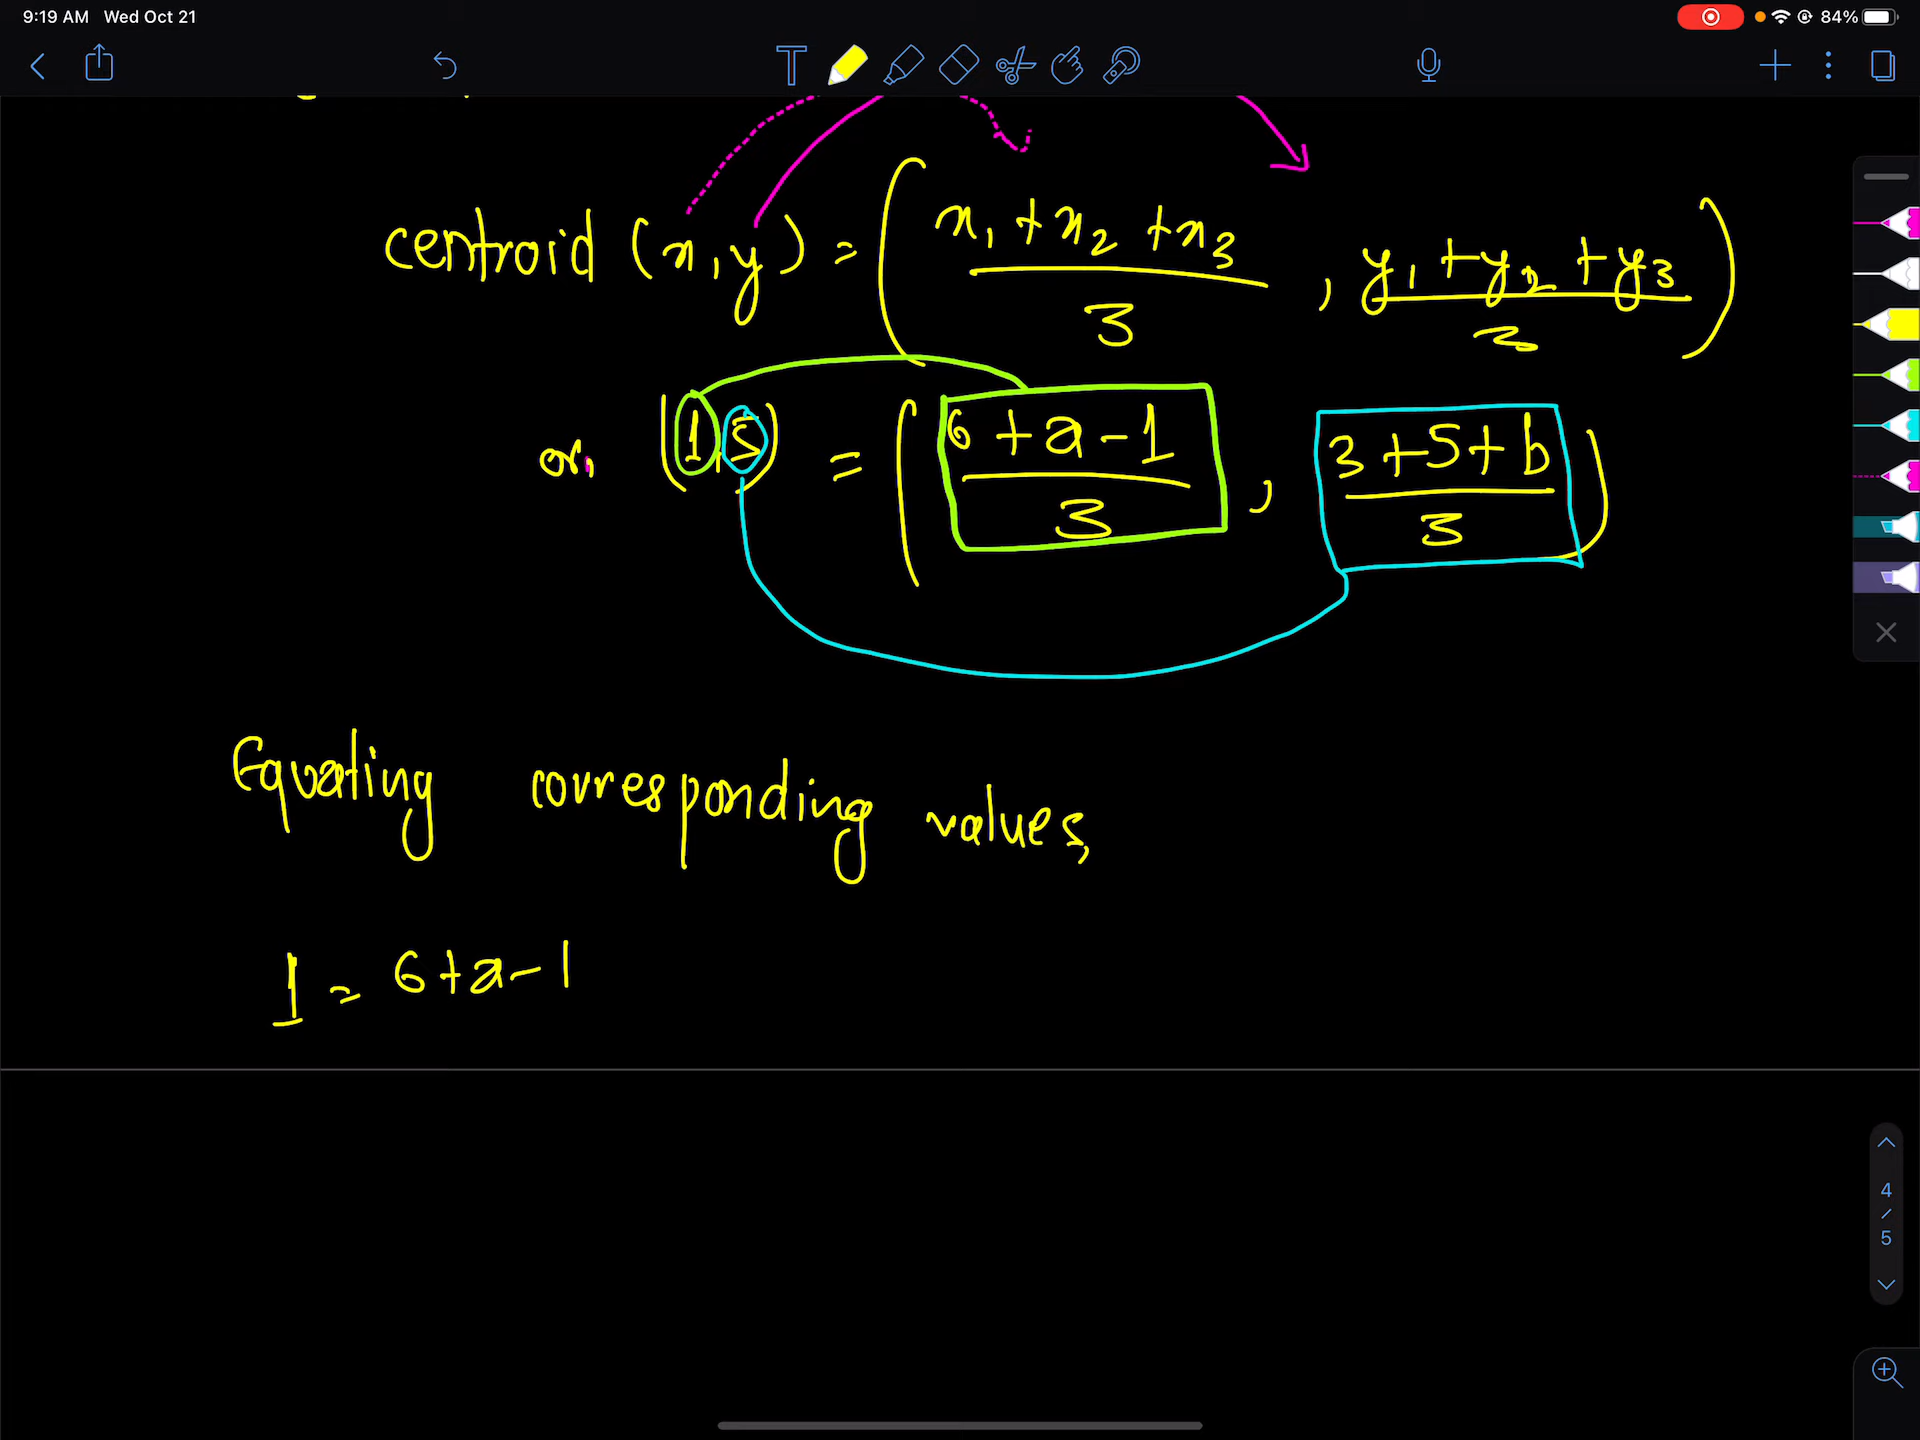 9:19 AM Wed Oct 21 84%
centroid (x,y) = ( x₁+x₂+x₃ / 3 , y₁+y₂+y₃ / 3 )
or, (1,5) = ( 6+a-1 / 3 , 3+5+b / 3 )
Equating corresponding values,
1 = 6+a-1
4
/
5